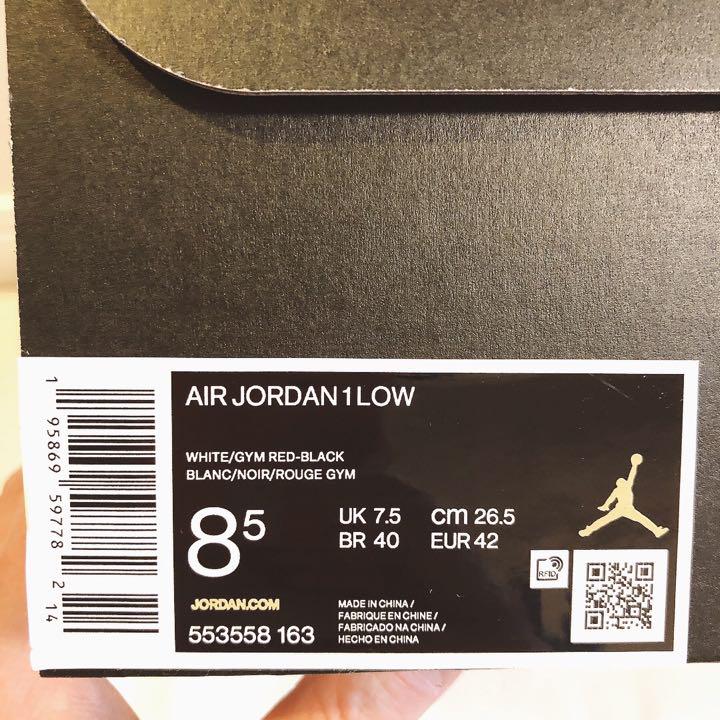 AIR JORDAN 1 LOW
WHITE/GYM RED-BLACK
BLANC/NOIR/ROUGE GYM
8⁵
UK 7.5 cm 26.5
BR 40 EUR 42
RFID
JORDAN.COM
553558 163
MADE IN CHINA /
FABRIQUE EN CHINE /
FABRICADO NA CHINA /
HECHO EN CHINA
1 95869 59778 2 14